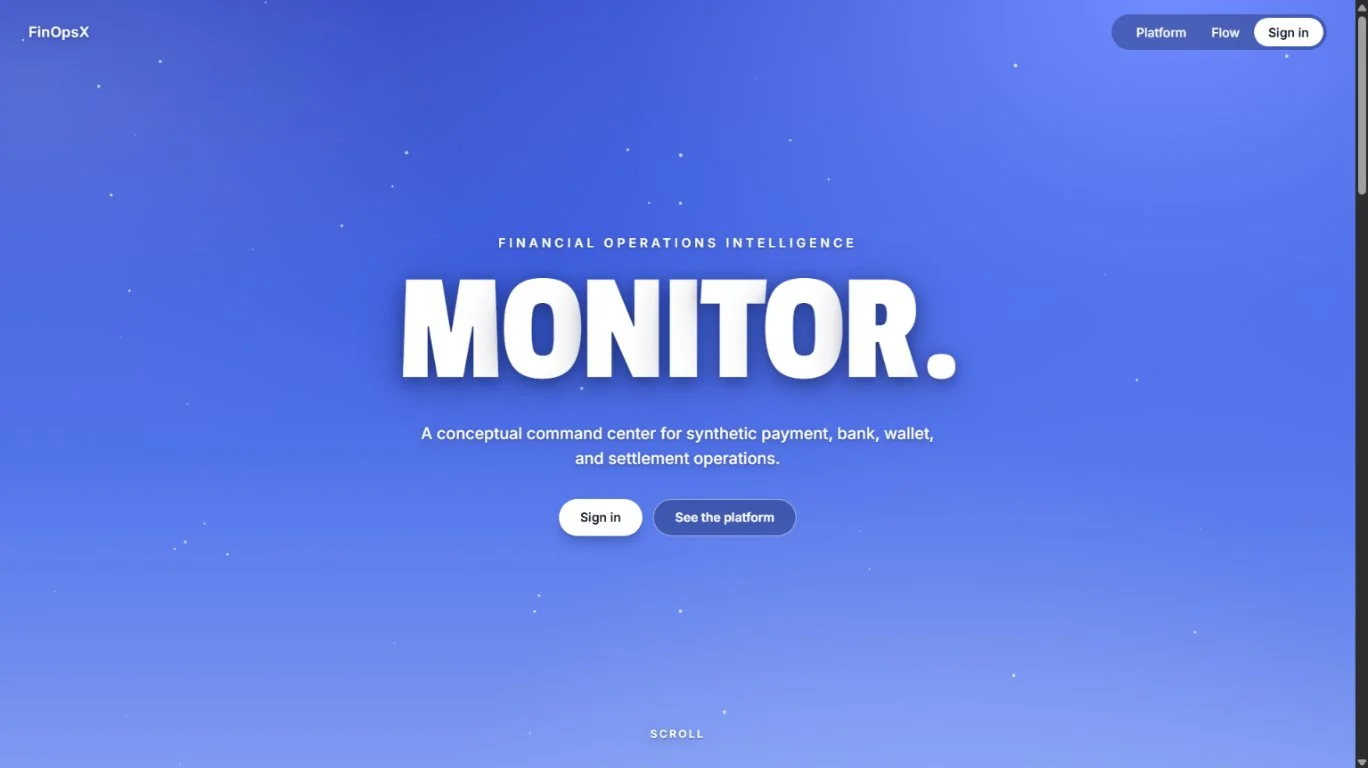 FinOpsX
Platform
Flow
Sign in
FINANCIAL OPERATIONS INTELLIGENCE
MONITOR.
A conceptual command center for synthetic payment, bank, wallet,
and settlement operations.
Sign in
See the platform
SCROLL